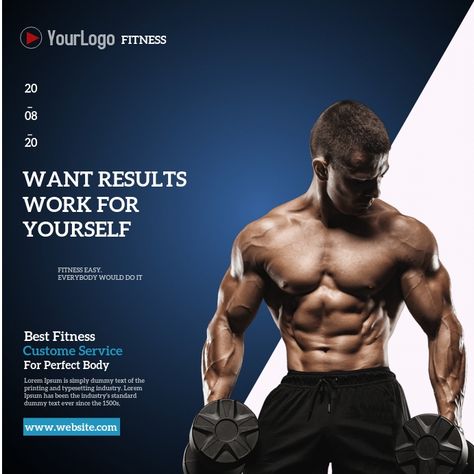 YourLogo FITNESS
20
-
08
-
20
WANT RESULTS
WORK FOR
YOURSELF
FITNESS EASY.
EVERYBODY WOULD DO IT
Best Fitness
Custome Service
For Perfect Body
Lorem Ipsum is simply dummy text of the
printing and typesetting industry. Lorem
Ipsum has been the industry's standard
dummy text ever since the 1500s,
www.website.com